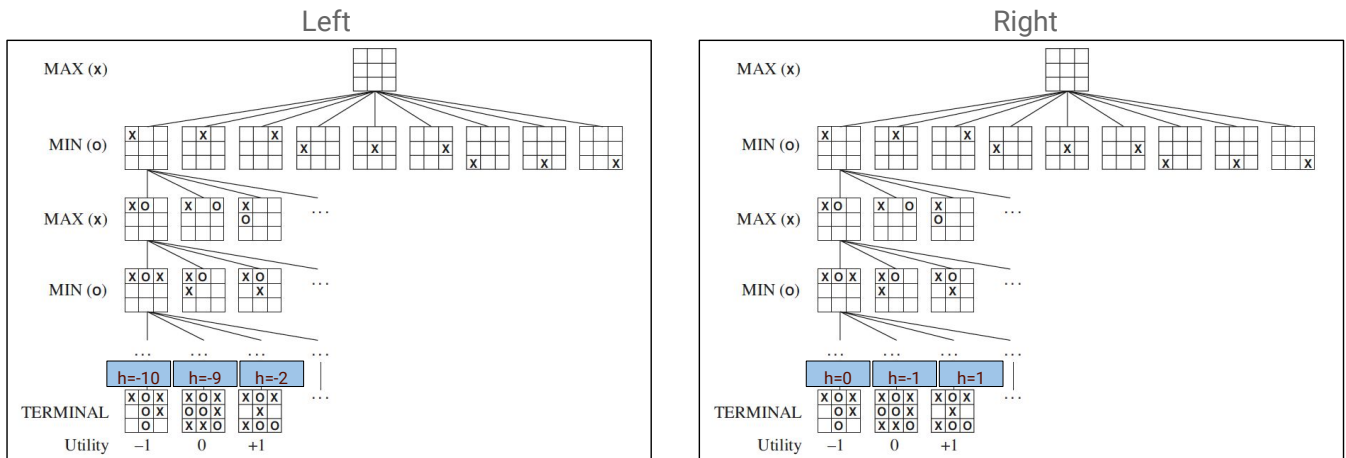 Left
MAX (x)
X X X
MIN (o) X X X
X X X
X O X O X
MAX (x) O
...
X O X X O X O
MIN (o) X X
...
... ... ... ...
h=-10 h=-9 h=-2
X O X X O X X O X
...
TERMINAL O X O O X X
O X X O X O O
Utility –1 0 +1
Right
MAX (x)
X X X
MIN (o) X X X
X X X
X O X O X
MAX (x) O
...
X O X X O X O
MIN (o) X X
...
... ... ... ...
h=0 h=-1 h=1
X O X X O X X O X
...
TERMINAL O X O O X X
O X X O X O O
Utility –1 0 +1